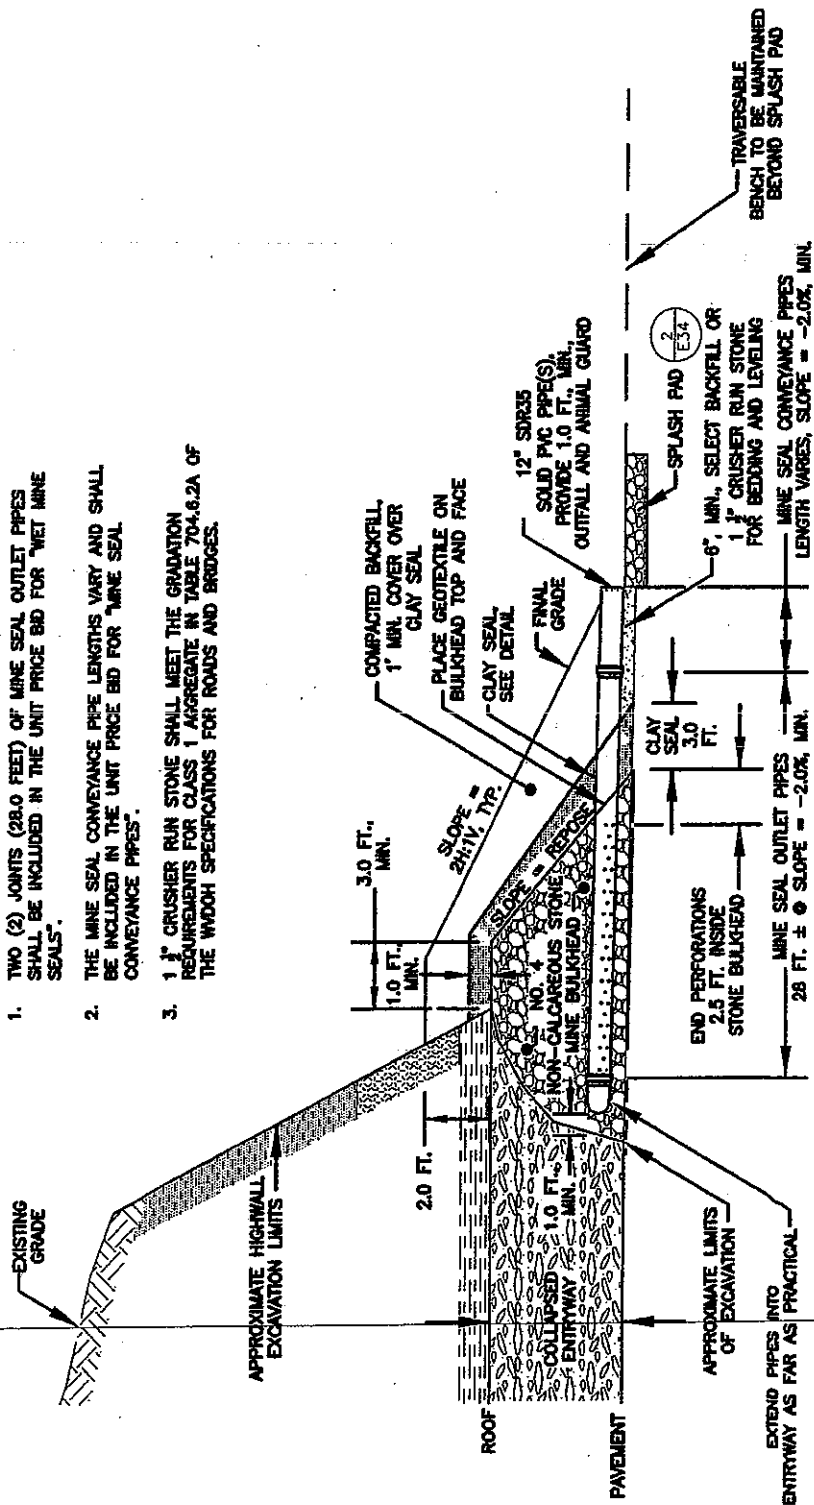 1. TWO (2) JOINTS (28.0 FEET) OF MINE SEAL OUTLET PIPES
SHALL BE INCLUDED IN THE UNIT PRICE BID FOR "WET MINE
SEALS".
2. THE MINE SEAL CONVEYANCE PIPE LENGTHS VARY AND SHALL
BE INCLUDED IN THE UNIT PRICE BID FOR "MINE SEAL
CONVEYANCE PIPES".
3. 1 1/2" CRUSHER RUN STONE SHALL MEET THE GRADATION
REQUIREMENTS FOR CLASS 1 AGGREGATE IN TABLE 704.6.2A OF
THE WVDOH SPECIFICATIONS FOR ROADS AND BRIDGES.
EXISTING
GRADE
APPROXIMATE HIGHWALL
EXCAVATION LIMITS
2.0 FT.
1.0 FT.,
MIN.
3.0 FT.,
MIN.
SLOPE =
2H:1V, TYP.
COMPACTED BACKFILL,
1' MIN. COVER OVER
CLAY SEAL
PLACE GEOTEXTILE ON
BULKHEAD TOP AND FACE
CLAY SEAL,
SEE DETAIL
FINAL
GRADE
12" SDR35
SOLID PVC PIPE(S),
PROVIDE 1.0 FT., MIN.,
OUTFALL AND ANIMAL GUARD
ROOF
COLLAPSED
ENTRYWAY
1.0 FT.,
MIN.
NO. 4
NON-CALCAREOUS STONE
MINE BULKHEAD
SLOPE = REPOSE
2
E34
SPLASH PAD
TRAVERSABLE
BENCH TO BE MAINTAINED
BEYOND SPLASH PAD
PAVEMENT
APPROXIMATE LIMITS
OF EXCAVATION
EXTEND PIPES INTO
ENTRYWAY AS FAR AS PRACTICAL
END PERFORATIONS
2.5 FT. INSIDE
STONE BULKHEAD
CLAY
SEAL
3.0
FT.
6", MIN., SELECT BACKFILL OR
1 1/2" CRUSHER RUN STONE
FOR BEDDING AND LEVELING
MINE SEAL OUTLET PIPES
28 FT. ± @ SLOPE = -2.0%, MIN.
MINE SEAL CONVEYANCE PIPES
LENGTH VARIES, SLOPE = -2.0%, MIN.